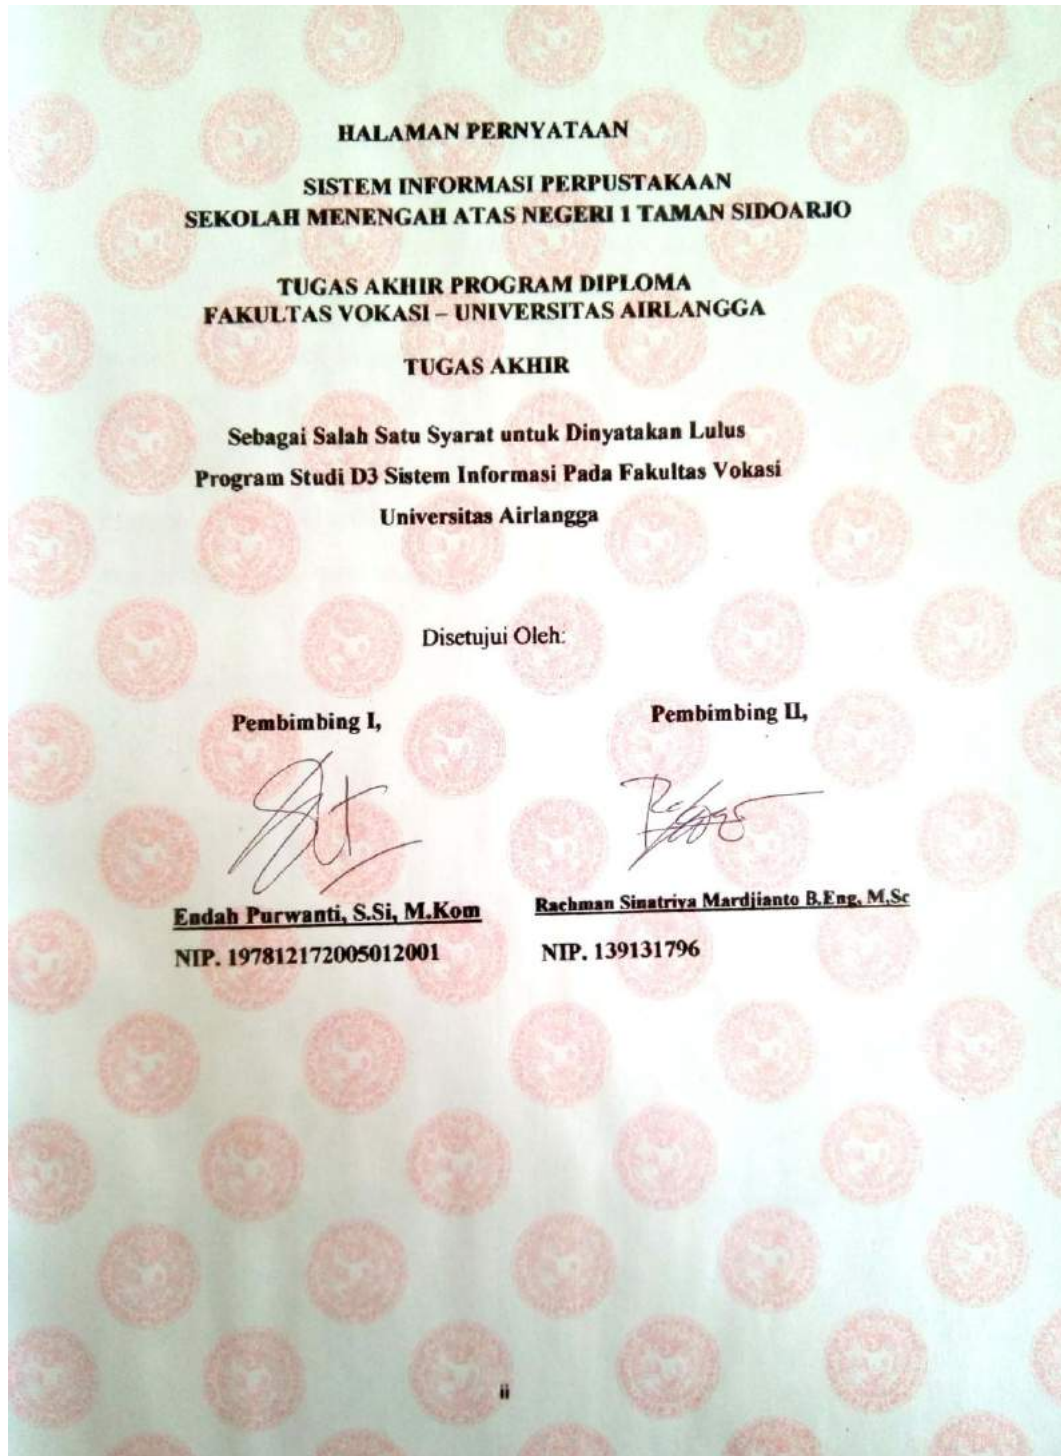 HALAMAN PERNYATAAN
SISTEM INFORMASI PERPUSTAKAAN
SEKOLAH MENENGAH ATAS NEGERI 1 TAMAN SIDOARJO
TUGAS AKHIR PROGRAM DIPLOMA
FAKULTAS VOKASI – UNIVERSITAS AIRLANGGA
TUGAS AKHIR
Sebagai Salah Satu Syarat untuk Dinyatakan Lulus
Program Studi D3 Sistem Informasi Pada Fakultas Vokasi
Universitas Airlangga
Disetujui Oleh:
Pembimbing I,
Pembimbing II,
Endah Purwanti, S.Si, M.Kom
Rachman Sinatriya Mardjianto B.Eng, M.Sc
NIP. 197812172005012001
NIP. 139131796
ii